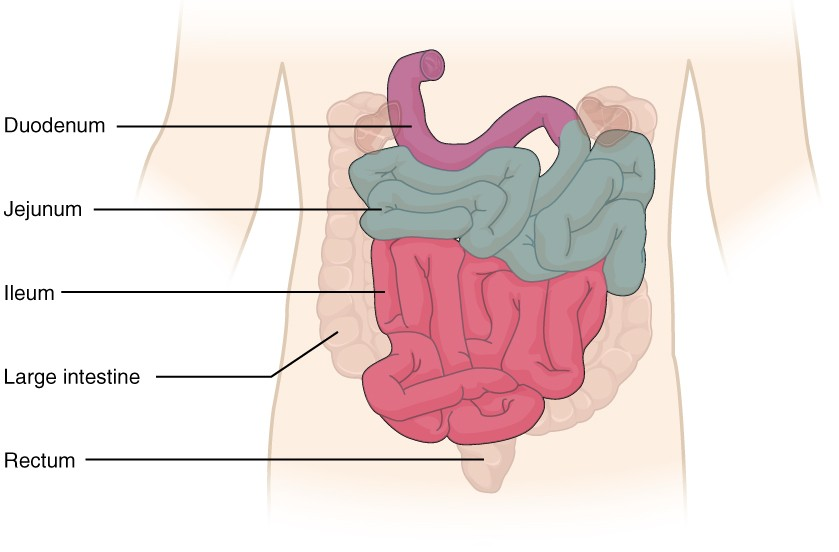 Duodenum
Jejunum
Ileum
Large intestine
Rectum